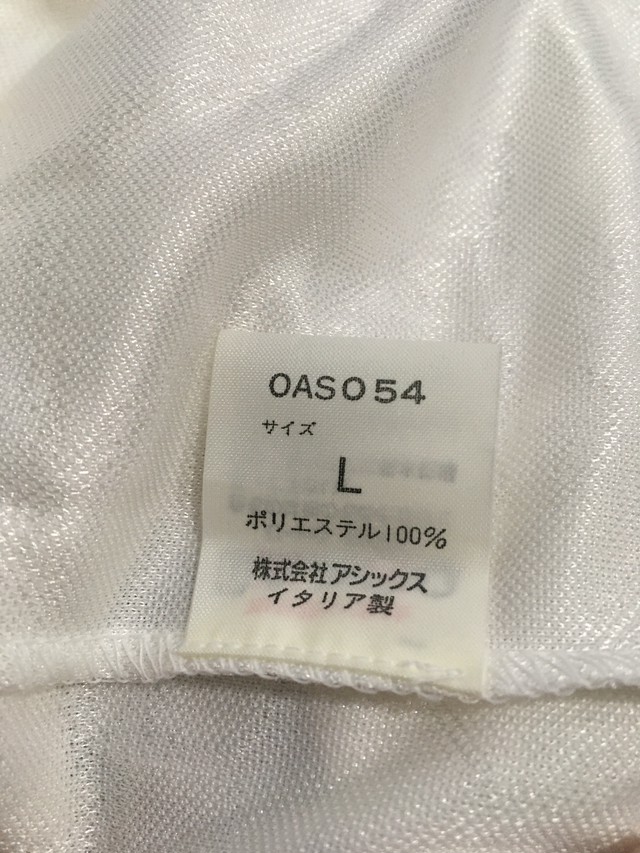 OAS054
サイズ
L
ポリエステル100%
株式会社アシックス
イタリア製